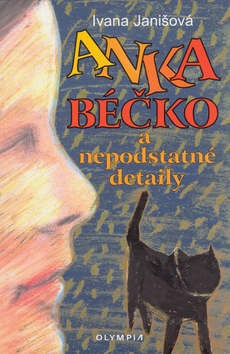 Ivana Janišová
ANKA
BÉČKO
a
nepodstatné
detaily
OLYMPIA